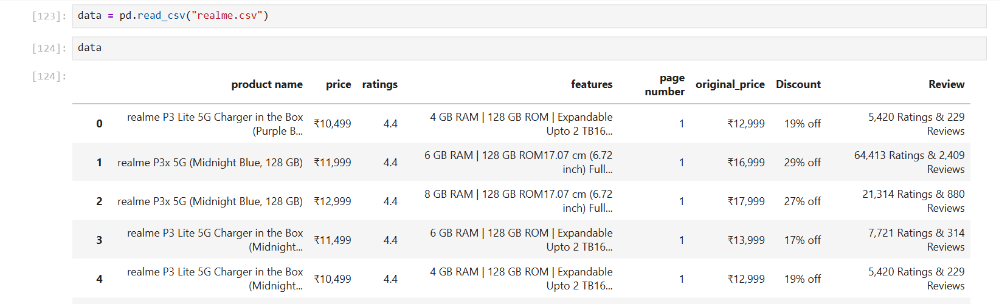 [123]: data = pd.read_csv("realme.csv")
[124]: data
[124]:
product name price ratings features page number original_price Discount Review
0 realme P3 Lite 5G Charger in the Box (Purple B... ₹10,499 4.4 4 GB RAM | 128 GB ROM | Expandable Upto 2 TB16... 1 ₹12,999 19% off 5,420 Ratings & 229 Reviews
1 realme P3x 5G (Midnight Blue, 128 GB) ₹11,999 4.4 6 GB RAM | 128 GB ROM17.07 cm (6.72 inch) Full... 1 ₹16,999 29% off 64,413 Ratings & 2,409 Reviews
2 realme P3x 5G (Midnight Blue, 128 GB) ₹12,999 4.4 8 GB RAM | 128 GB ROM17.07 cm (6.72 inch) Full... 1 ₹17,999 27% off 21,314 Ratings & 880 Reviews
3 realme P3 Lite 5G Charger in the Box (Midnight... ₹11,499 4.4 6 GB RAM | 128 GB ROM | Expandable Upto 2 TB16... 1 ₹13,999 17% off 7,721 Ratings & 314 Reviews
4 realme P3 Lite 5G Charger in the Box (Midnight... ₹10,499 4.4 4 GB RAM | 128 GB ROM | Expandable Upto 2 TB16... 1 ₹12,999 19% off 5,420 Ratings & 229 Reviews